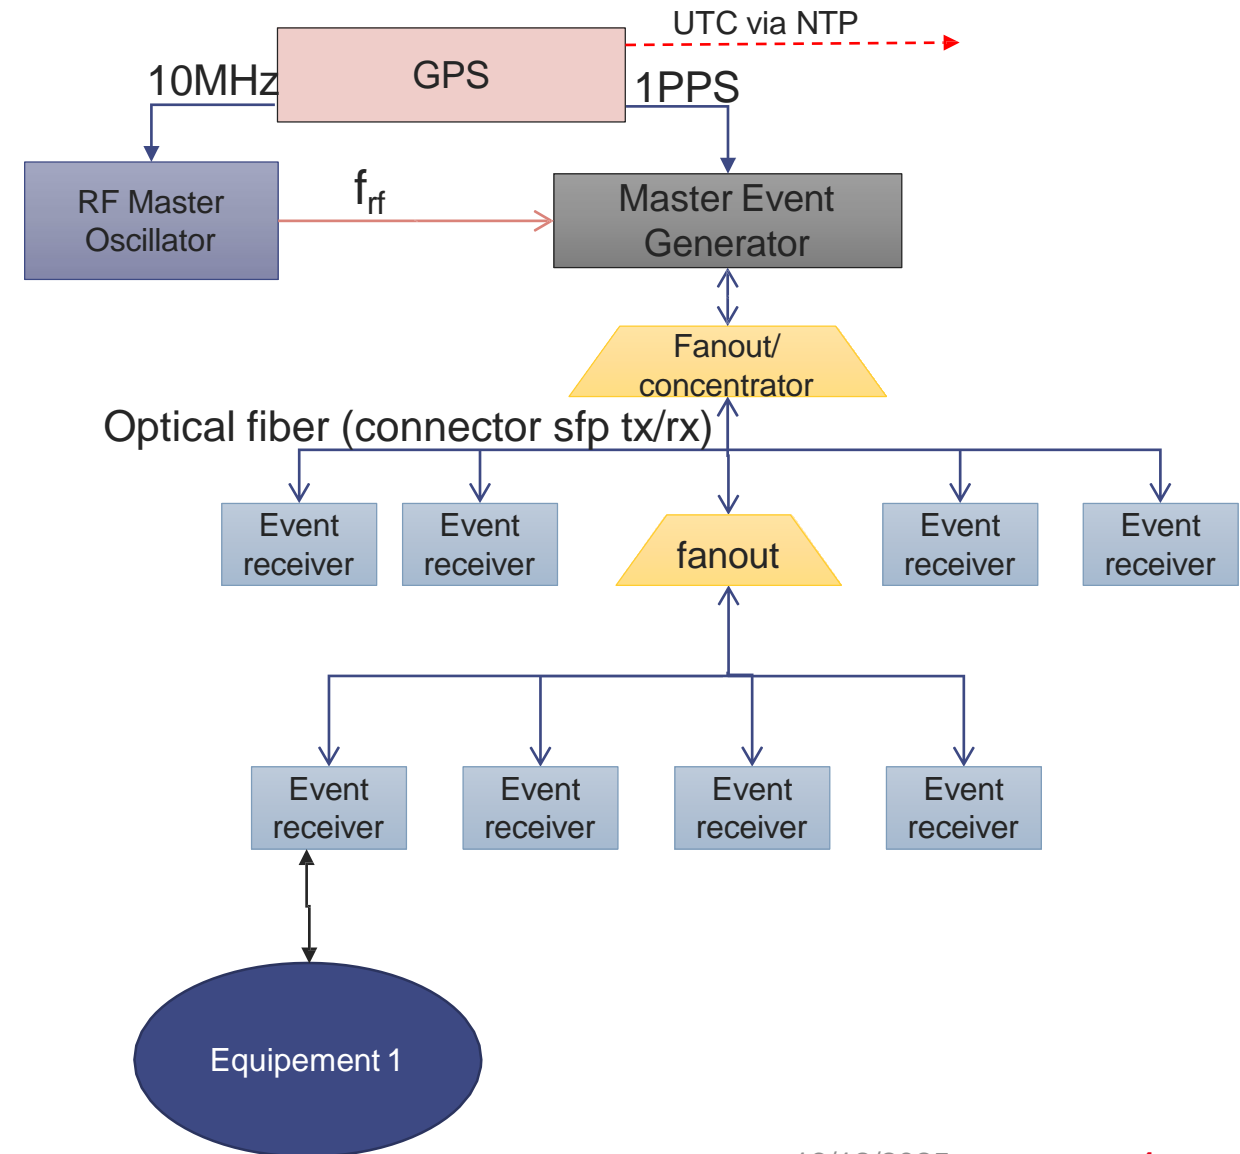 UTC via NTP
10MHz
GPS
1PPS
RF Master
Oscillator
frf
Master Event
Generator
Fanout/
concentrator
Optical fiber (connector sfp tx/rx)
Event
receiver
Event
receiver
fanout
Event
receiver
Event
receiver
Event
receiver
Event
receiver
Event
receiver
Event
receiver
Equipement 1